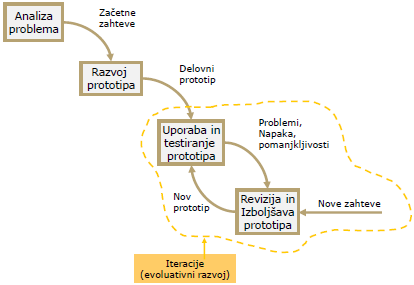 Analiza
problema
Začetne
zahteve
Razvoj
prototipa
Delovni
prototip
Uporaba in
testiranje
prototipa
Problemi,
Napaka,
pomanjkljivosti
Nov
prototip
Revizija in
Izboljšava
prototipa
Nove zahteve
Iteracije
(evoluativni razvoj)